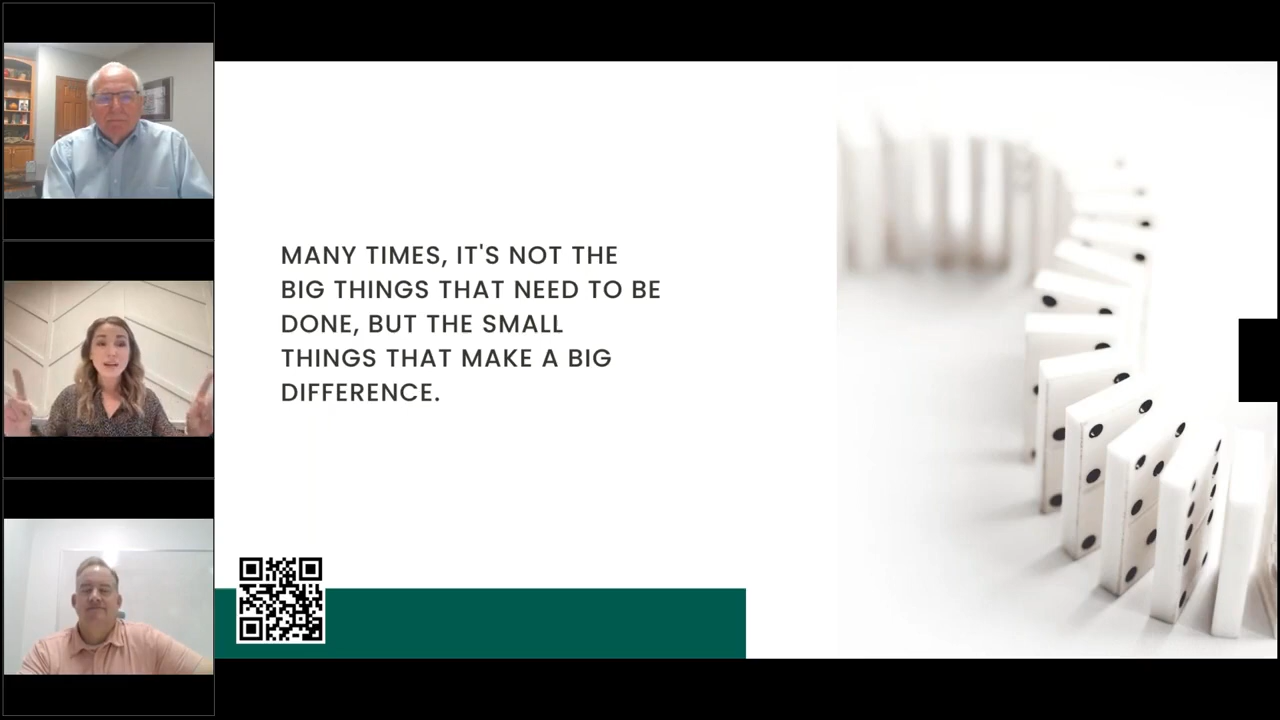 MANY TIMES, IT'S NOT THE
BIG THINGS THAT NEED TO BE
DONE, BUT THE SMALL
THINGS THAT MAKE A BIG
DIFFERENCE.